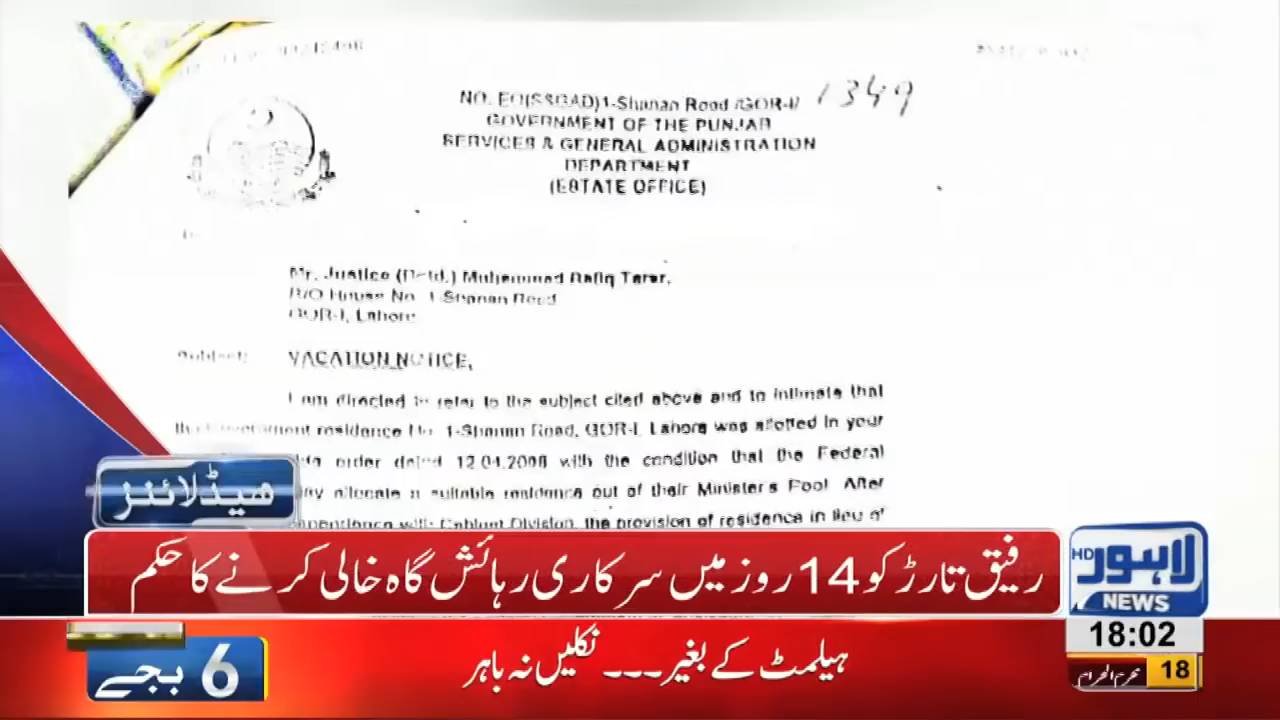 NO. EO(S&GAD)1-Shanan Road /GOR-I/ 1349
GOVERNMENT OF THE PUNJAB
SERVICES & GENERAL ADMINISTRATION
DEPARTMENT
(ESTATE OFFICE)
Mr. Justice (Retd.) Muhammad Rafiq Tarar,
R/O House No. 1-Shanan Road
GOR-I, Lahore
Subject: VACATION NOTICE.
I am directed to refer to the subject cited above and to intimate that
the Government residence No. 1-Shanan Road, GOR-I, Lahore was allotted in your
order dated 12.04.2008 with the condition that the Federal
allocate a suitable residence out of their Minister's Pool. After
with Cabinet Division, the provision of residence in lieu of
ہیڈلائنز
رفیق تارڑ کو 14 روز میں سرکاری رہائش گاہ خالی کرنے کا حکم
لاہور HD
NEWS
18:02
6 بجے
ہیلمٹ کے بغیر ۔۔۔ نکلیں نہ باہر
18 محرم الحرام